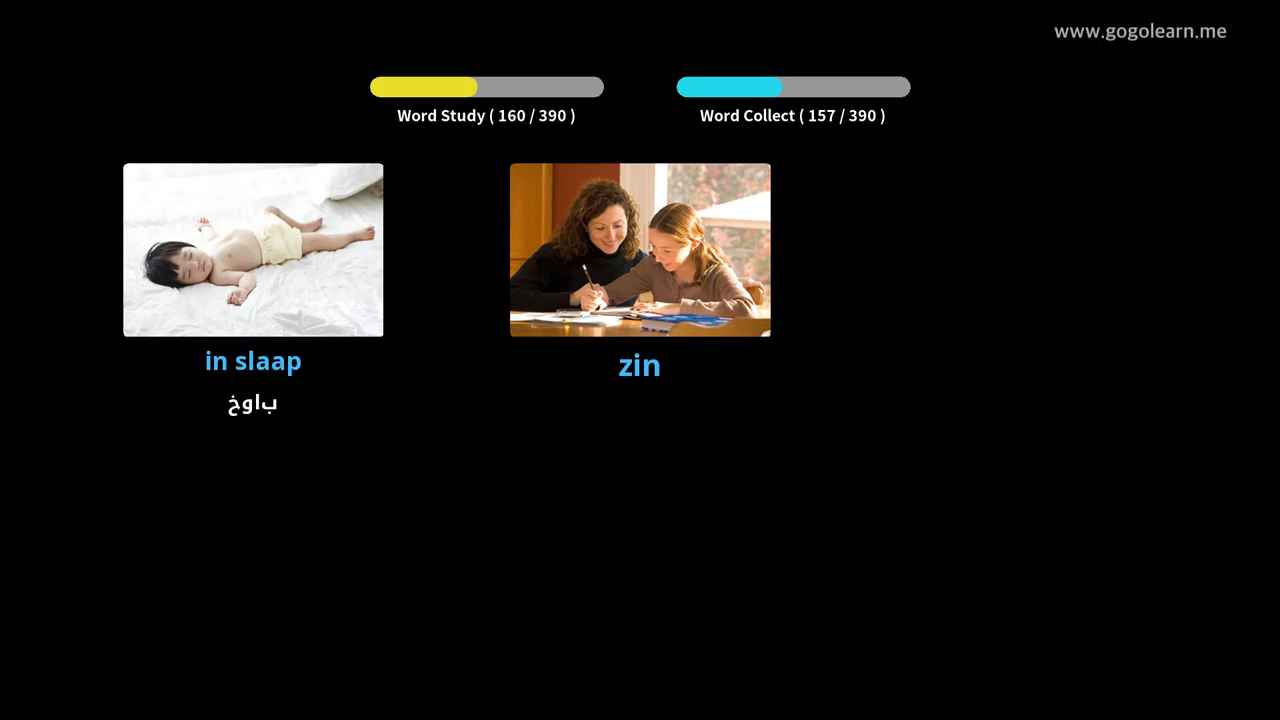 www.gogolearn.me
Word Study ( 160 / 390 )
Word Collect ( 157 / 390 )
in slaap
باوخ
zin